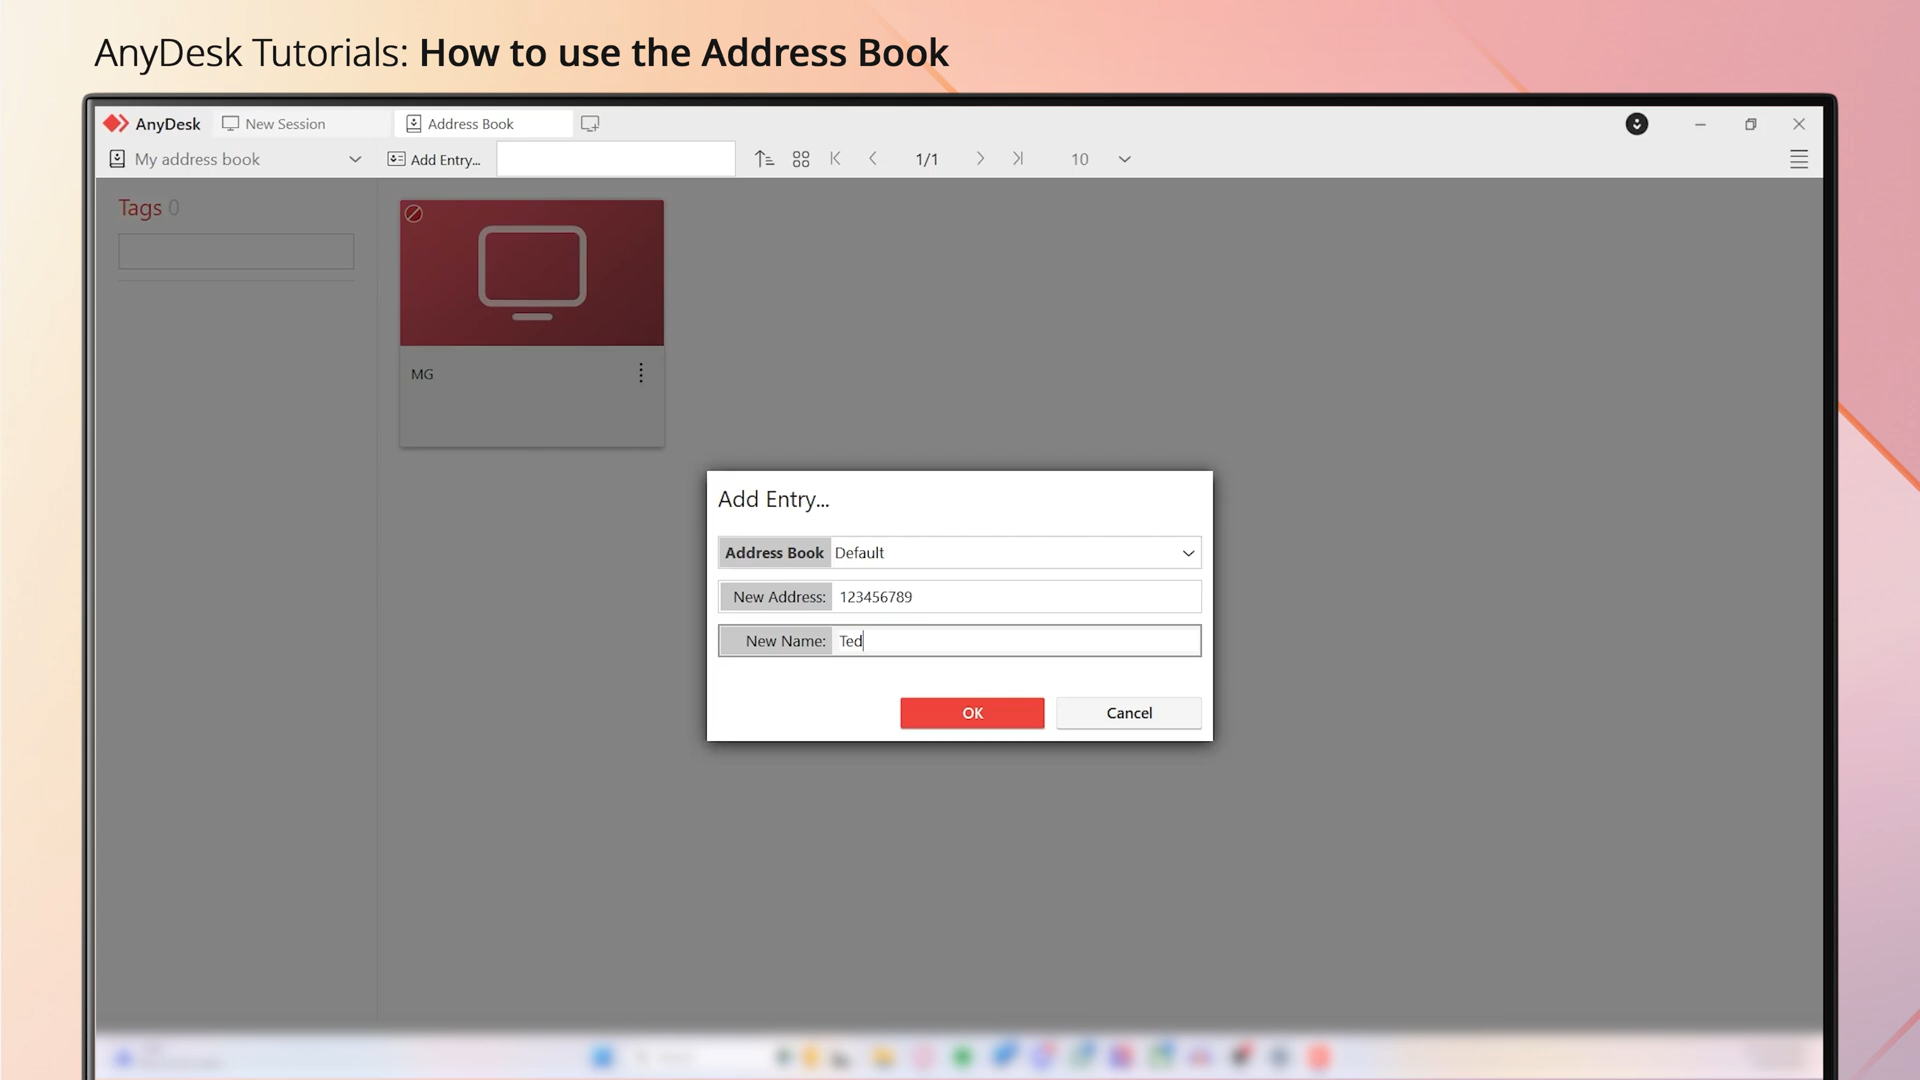 AnyDesk Tutorials: How to use the Address Book
AnyDesk
New Session
Address Book
My address book
Add Entry...
1/1
10
Tags 0
MG
Add Entry...
Address Book Default
New Address: 123456789
New Name: Ted
OK
Cancel